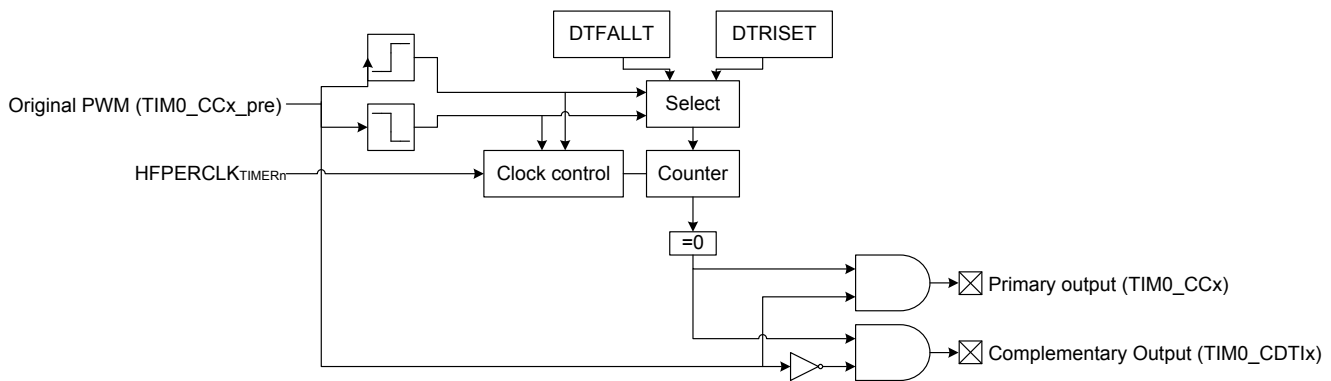 DTFALLT
DTRISET
Original PWM (TIM0_CCx_pre)
Select
HFPERCLKTIMERn
Clock control
Counter
=0
Primary output (TIM0_CCx)
Complementary Output (TIM0_CDTIx)